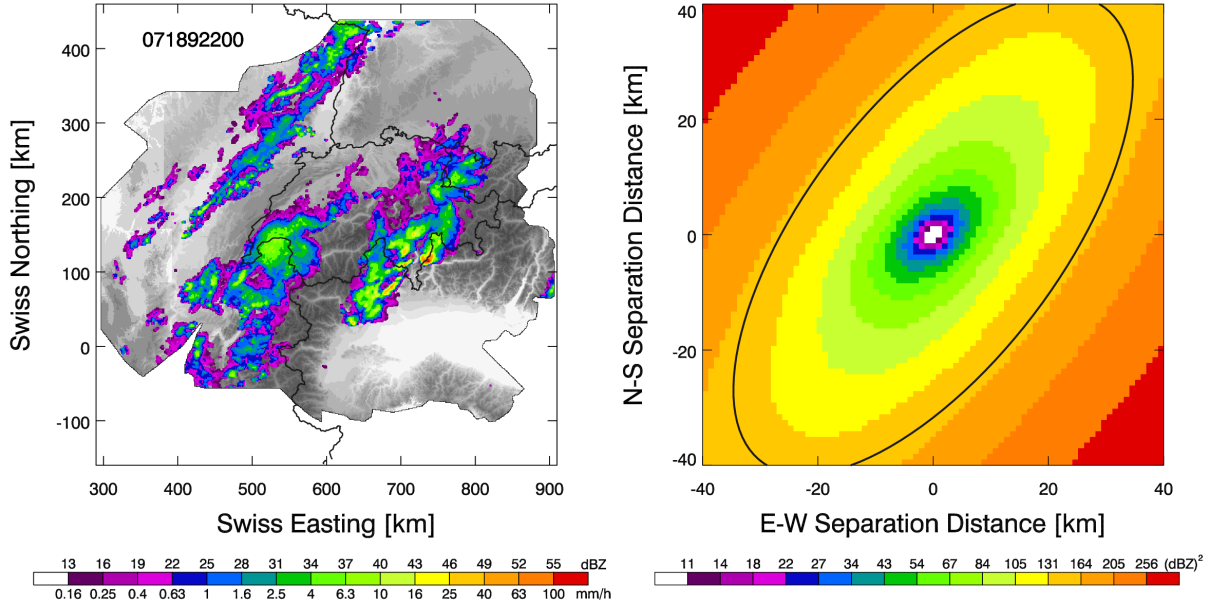 071892200
Swiss Northing [km]
400
300
200
100
0
-100
300 400 500 600 700 800 900
Swiss Easting [km]
13 16 19 22 25 28 31 34 37 40 43 46 49 52 55 dBZ
0.16 0.25 0.4 0.63 1 1.6 2.5 4 6.3 10 16 25 40 63 100 mm/h
N-S Separation Distance [km]
40
20
0
-20
-40
-40 -20 0 20 40
E-W Separation Distance [km]
11 14 18 22 27 34 43 54 67 84 105 131 164 205 256 (dBZ)²